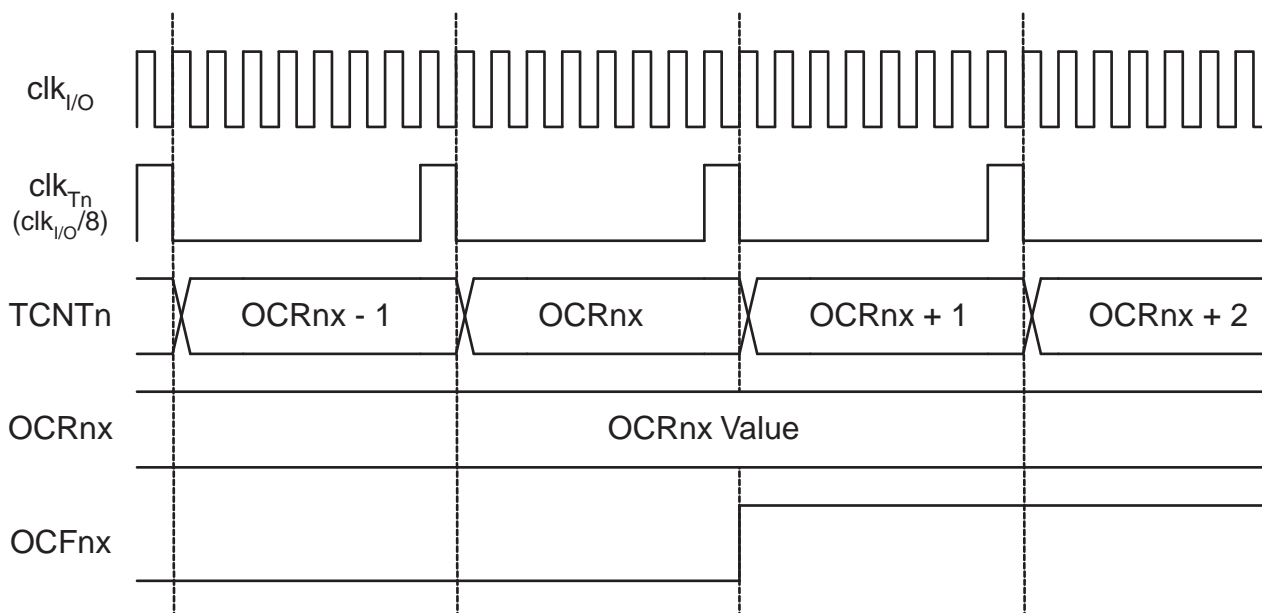 clkI/O
clkTn
(clkI/O/8)
TCNTn
OCRnx - 1
OCRnx
OCRnx + 1
OCRnx + 2
OCRnx
OCRnx Value
OCFnx